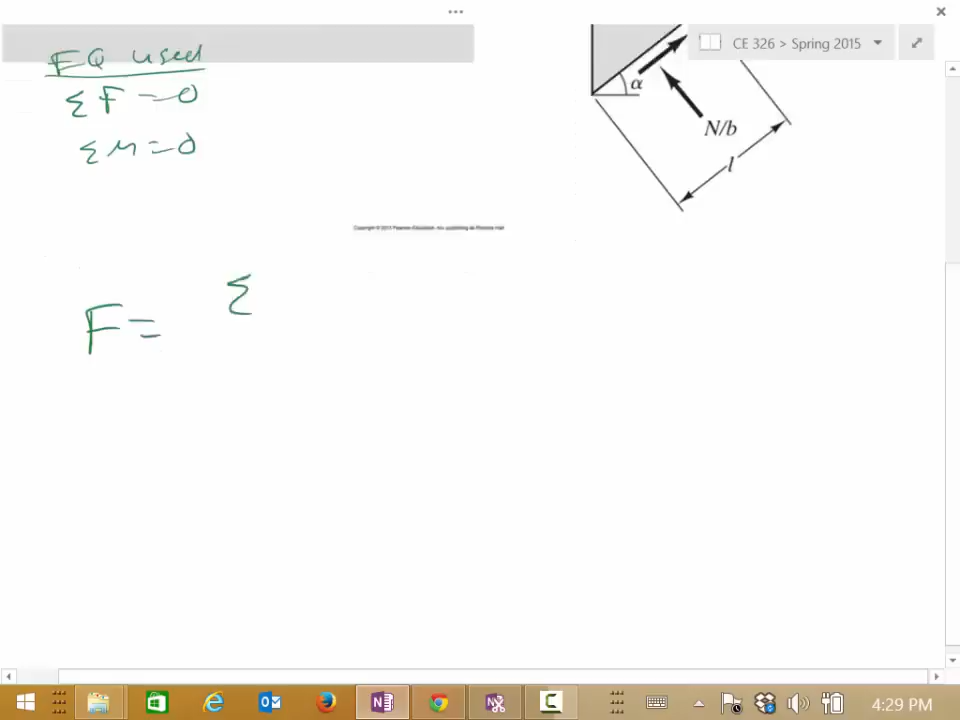 CE 326 > Spring 2015
EQ used
ΣF = 0
ΣM = 0
α
N/b
l
F = Σ
4:29 PM